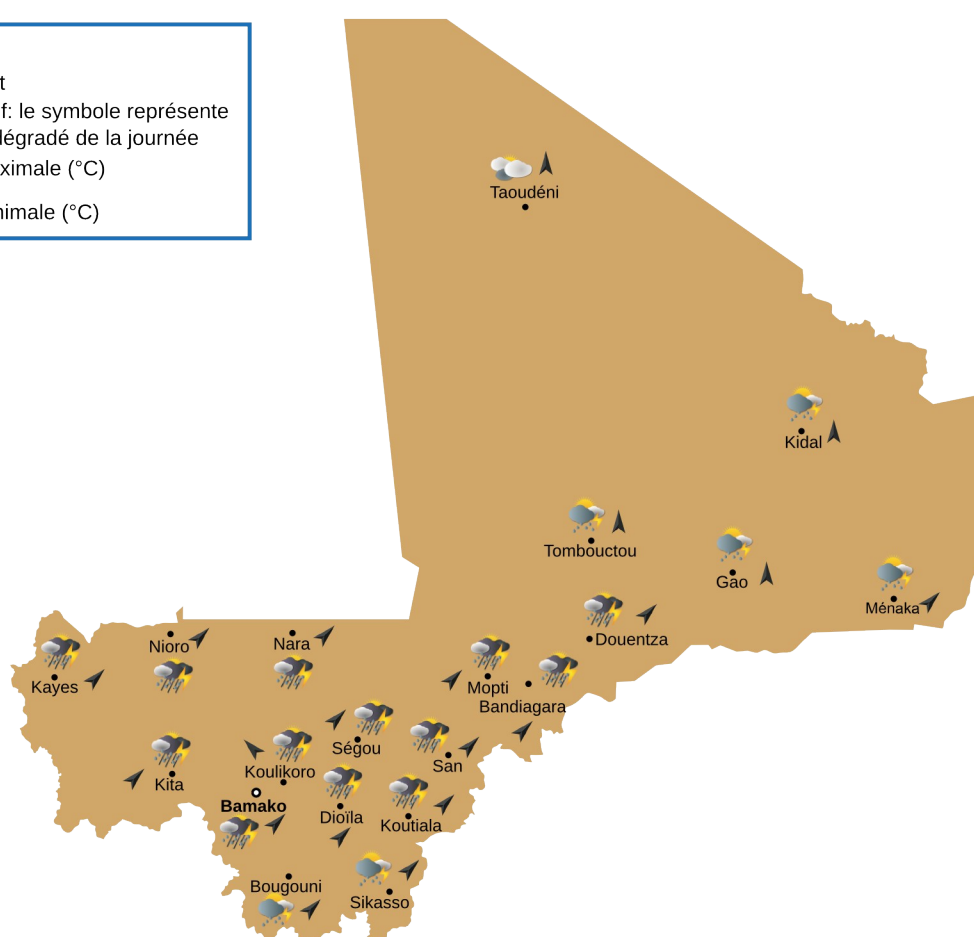 t
f: le symbole représente
dégradé de la journée
ximale (°C)
nimale (°C)
Taoudéni
Kidal
Tombouctou
Gao
Ménaka
Douentza
Nioro
Nara
Kayes
Mopti
Bandiagara
Ségou
San
Koulikoro
Kita
Bamako
Dioïla
Koutiala
Bougouni
Sikasso